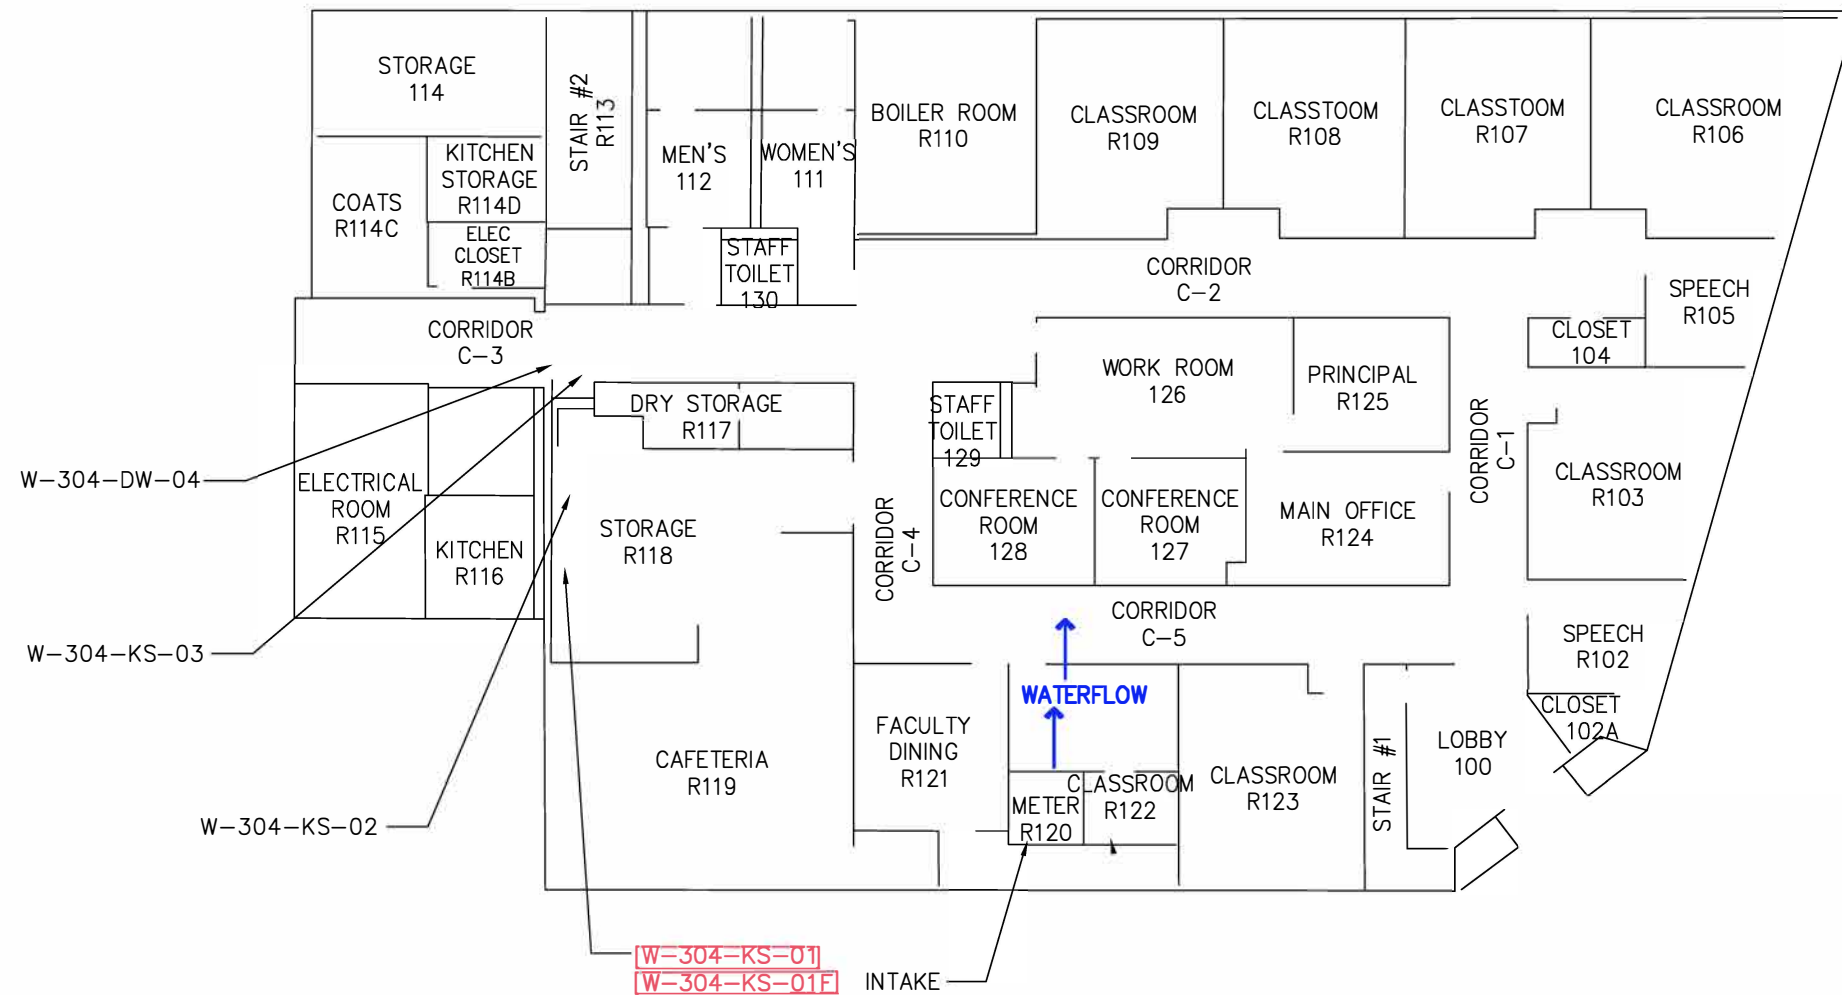 STORAGE
114
STAIR #2
R113
KITCHEN
STORAGE
R114D
COATS
R114C
ELEC
CLOSET
R114B
MEN'S
112
WOMEN'S
111
STAFF
TOILET
130
BOILER ROOM
R110
CLASSROOM
R109
CLASSTOOM
R108
CLASSTOOM
R107
CLASSROOM
R106
CORRIDOR
C-2
SPEECH
R105
CLOSET
104
CORRIDOR
C-3
DRY STORAGE
R117
WORK ROOM
126
PRINCIPAL
R125
STAFF
TOILET
129
CORRIDOR
C-1
CLASSROOM
R103
W-304-DW-04
ELECTRICAL
ROOM
R115
KITCHEN
R116
STORAGE
R118
CORRIDOR
C-4
CONFERENCE
ROOM
128
CONFERENCE
ROOM
127
MAIN OFFICE
R124
CORRIDOR
C-5
SPEECH
R102
CLOSET
102A
W-304-KS-03
WATERFLOW
CAFETERIA
R119
FACULTY
DINING
R121
METER
R120
CLASSROOM
R122
CLASSROOM
R123
STAIR #1
LOBBY
100
W-304-KS-02
W-304-KS-01
W-304-KS-01F
INTAKE